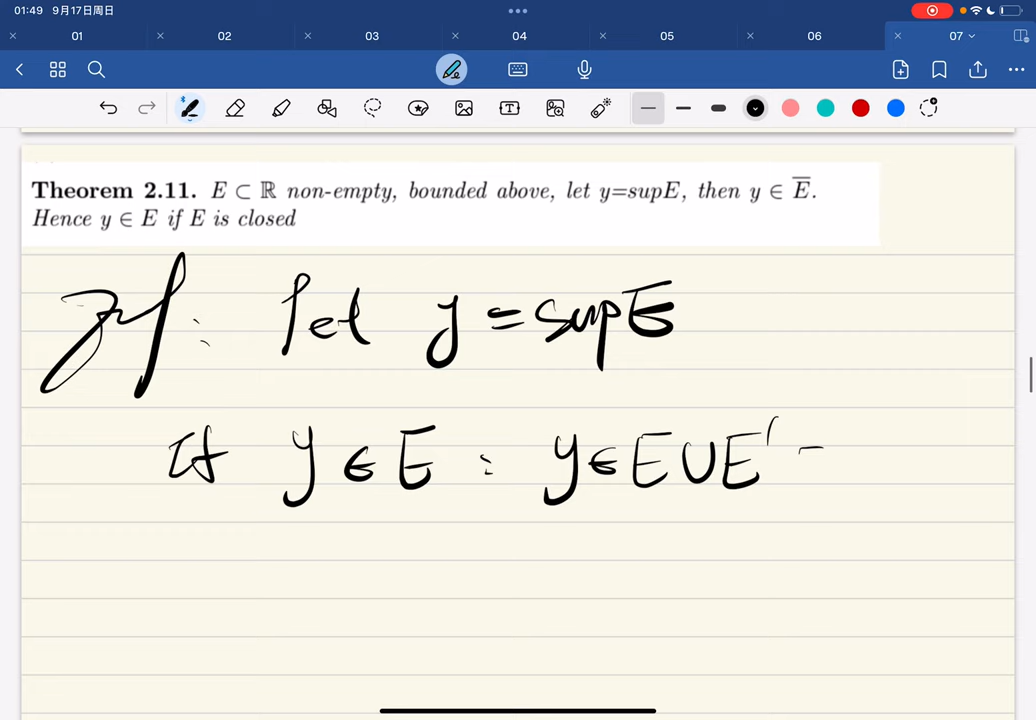 01:49 9月17日周日
01 02 03 04 05 06 07
T
Theorem 2.11. E ⊂ ℝ non-empty, bounded above, let y=supE, then y ∈ E̅.
Hence y ∈ E if E is closed
pf: let y = sup E
If y ∈ E : y ∈ E ∪ E' -